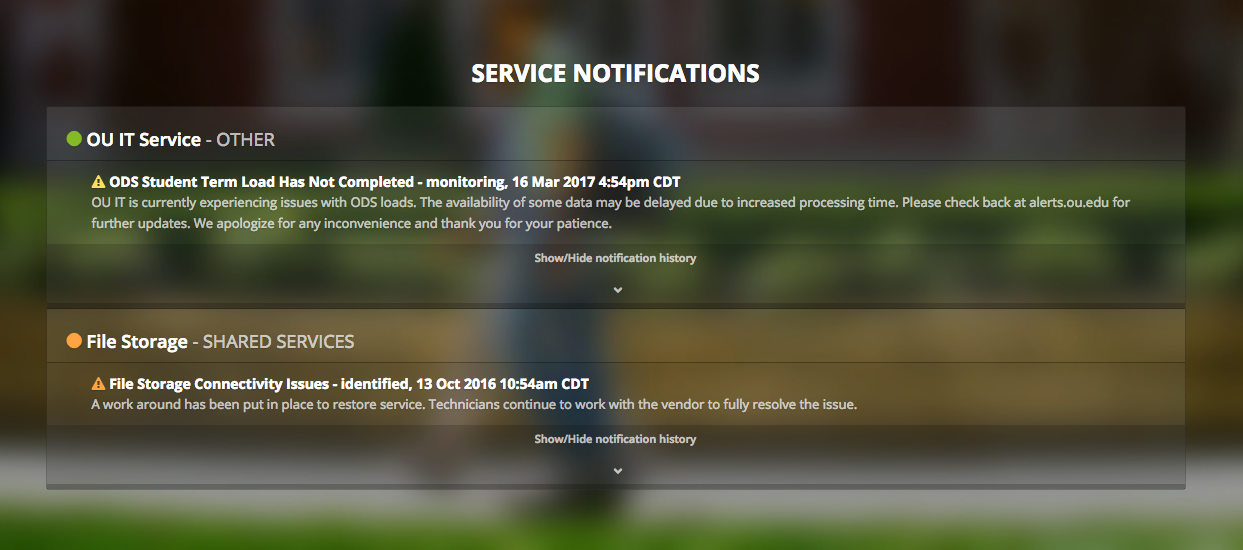 SERVICE NOTIFICATIONS
OU IT Service - OTHER
ODS Student Term Load Has Not Completed - monitoring, 16 Mar 2017 4:54pm CDT
OU IT is currently experiencing issues with ODS loads. The availability of some data may be delayed due to increased processing time. Please check back at alerts.ou.edu for
further updates. We apologize for any inconvenience and thank you for your patience.
Show/Hide notification history
File Storage - SHARED SERVICES
File Storage Connectivity Issues - identified, 13 Oct 2016 10:54am CDT
A work around has been put in place to restore service. Technicians continue to work with the vendor to fully resolve the issue.
Show/Hide notification history